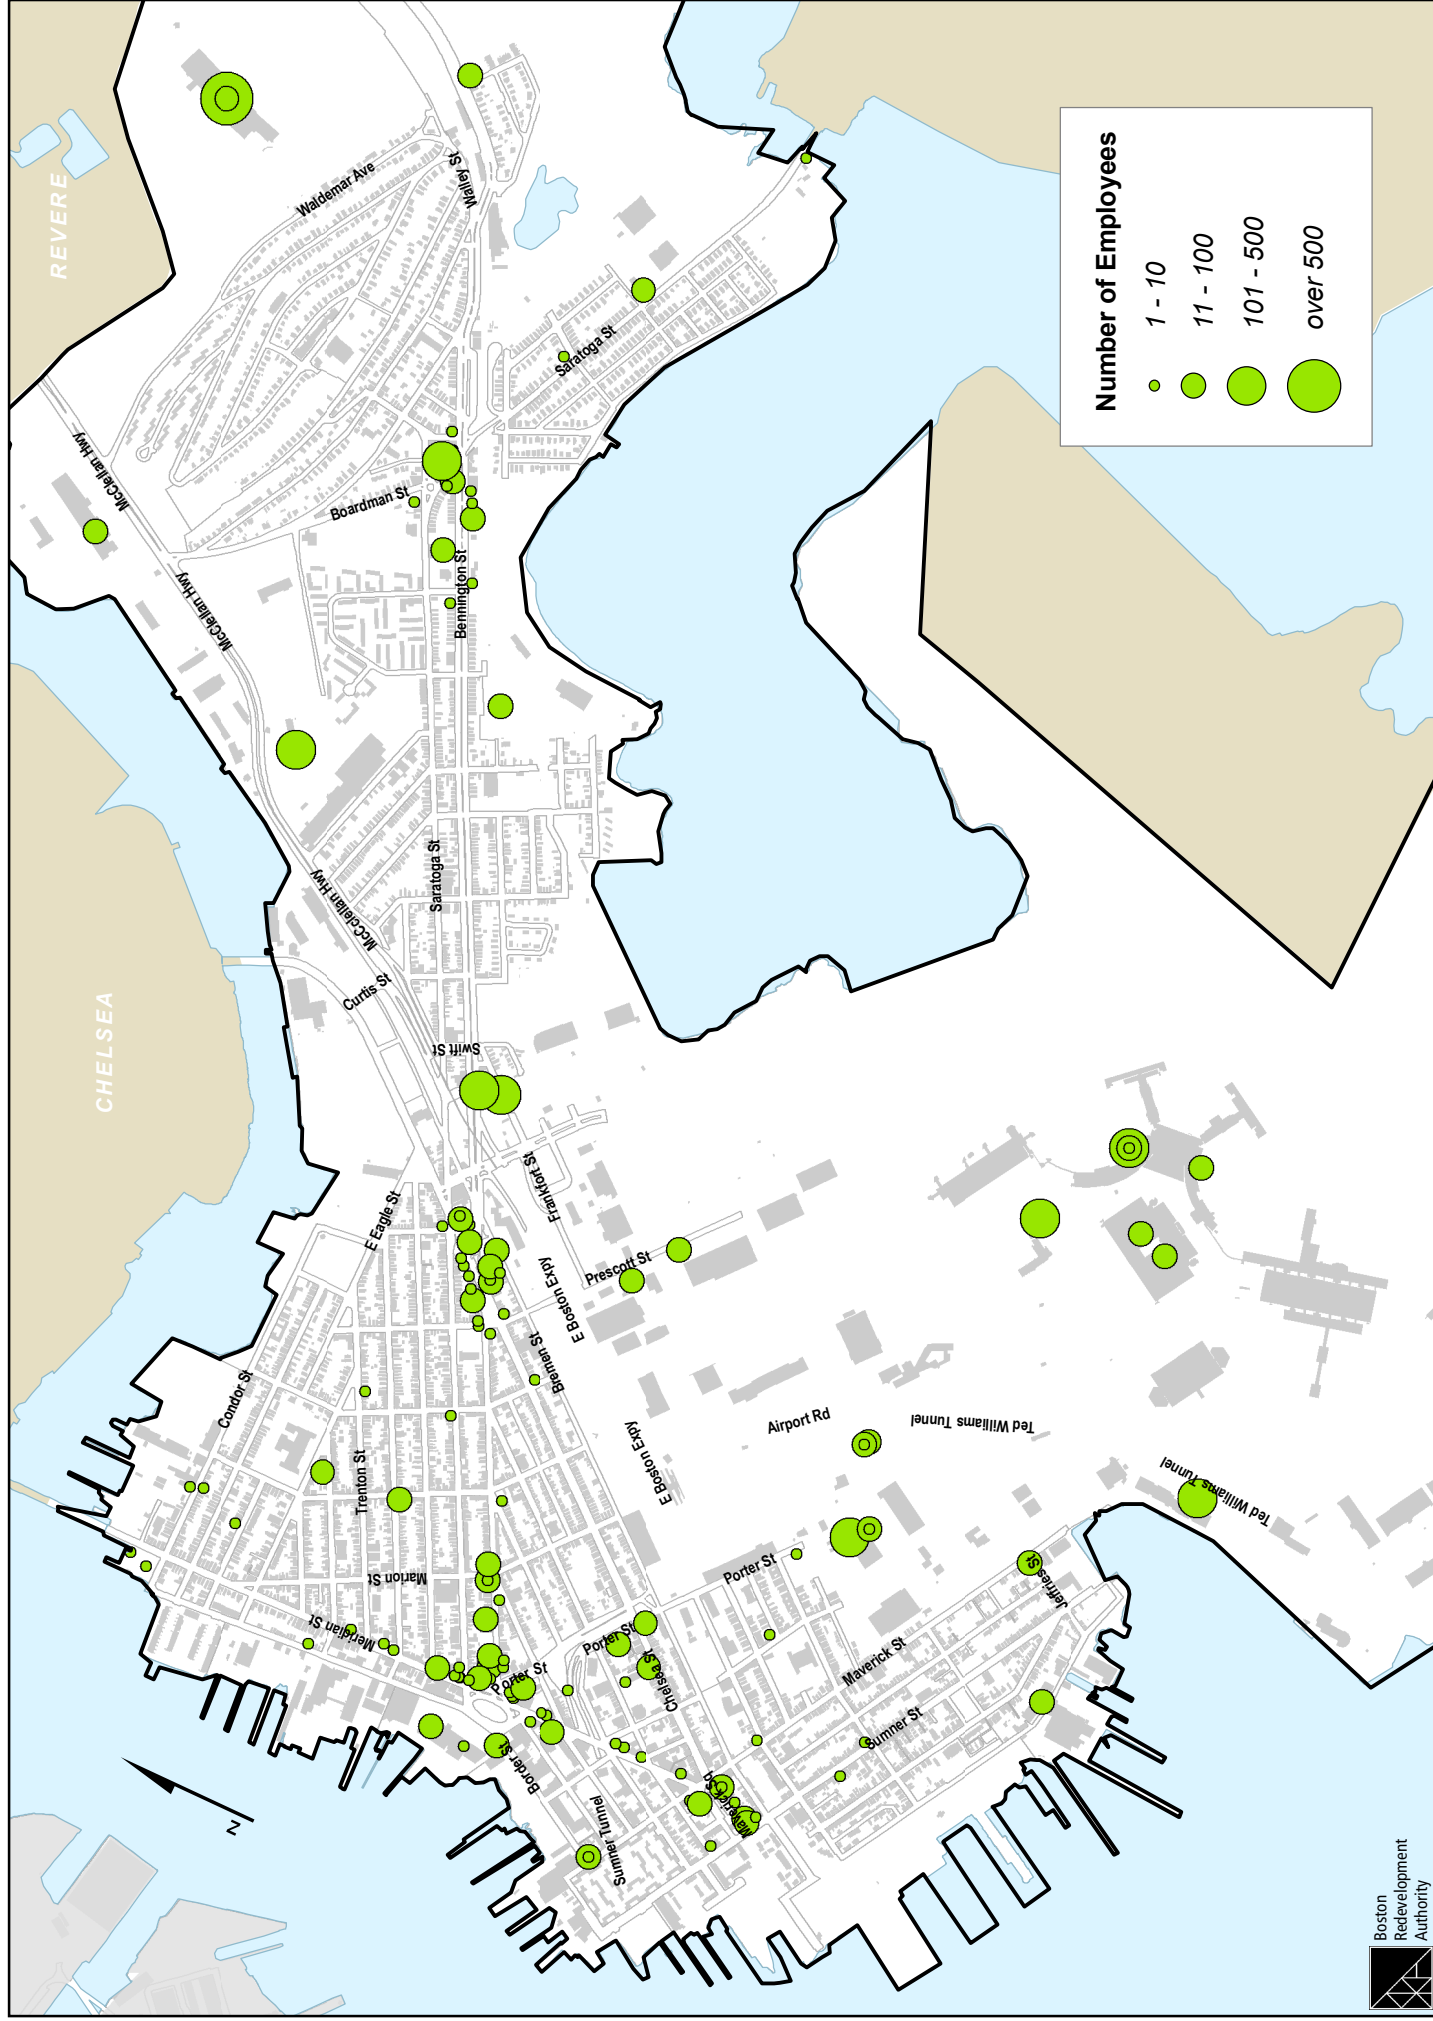 REVERE
CHELSEA
Waldemar Ave
Walley St
McClellan Hwy
Boardman St
Saratoga St
McClellan Hwy
Bennington St
Saratoga St
McCclellan Hwy
Curtis St
Swift St
E Eagle St
Frankfort St
E Boston Expy
Prescott St
Condor St
Bremen St
Trenton St
E Boston Expy
Airport Rd
Ted Williams Tunnel
Ted Williams Tunnel
Marion St
Meridian St
Porter St
Jeffries St
Porter St
Porter St
Chelsea St
Maverick St
Sumner St
Border St
Maverick Sq
Sumner Tunnel
N
Number of Employees
1 - 10
11 - 100
101 - 500
over 500
Boston
Redevelopment
Authority